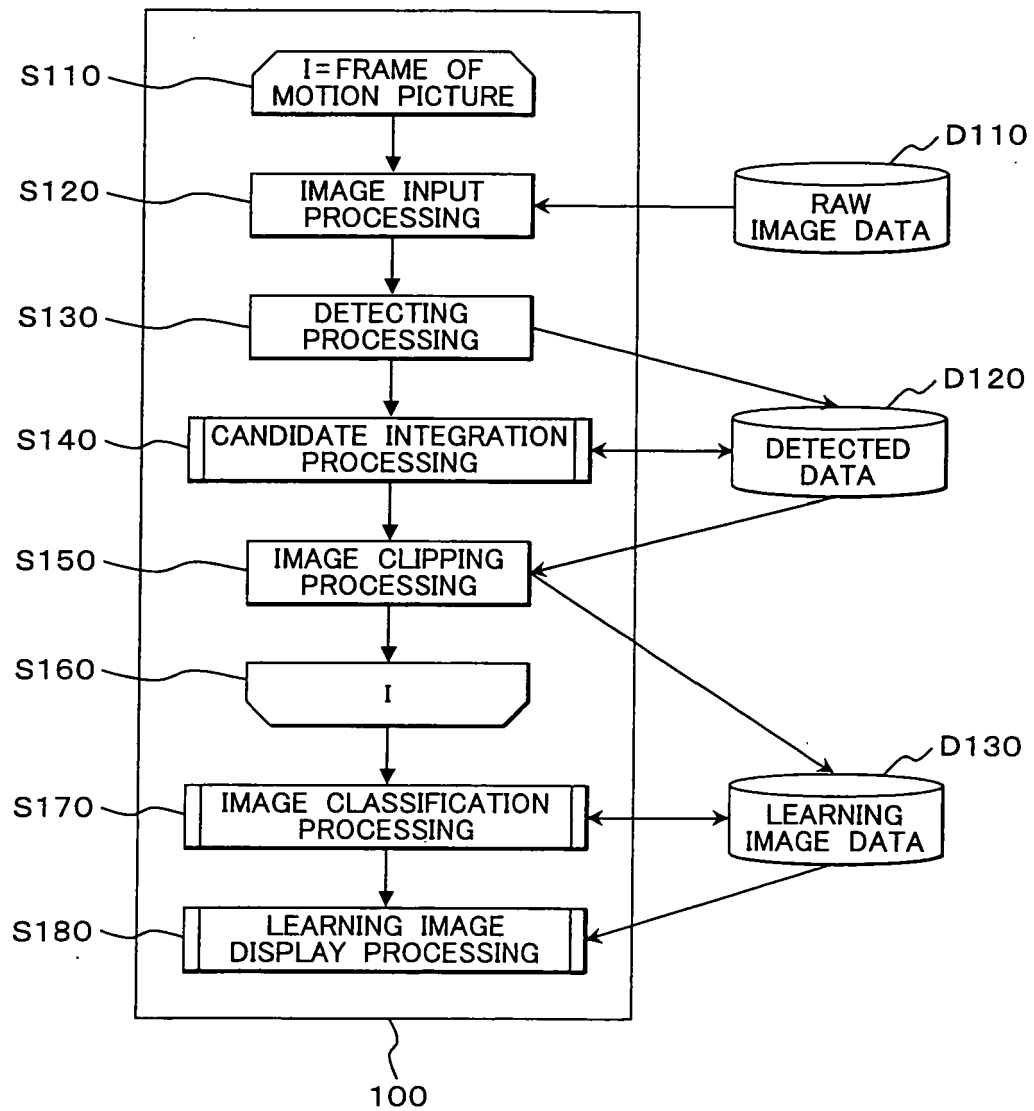 S110
I=FRAME OF
MOTION PICTURE
D110
S120
IMAGE INPUT
PROCESSING
RAW
IMAGE DATA
S130
DETECTING
PROCESSING
D120
S140
CANDIDATE INTEGRATION
PROCESSING
DETECTED
DATA
S150
IMAGE CLIPPING
PROCESSING
S160
I
D130
S170
IMAGE CLASSIFICATION
PROCESSING
LEARNING
IMAGE DATA
S180
LEARNING IMAGE
DISPLAY PROCESSING
100